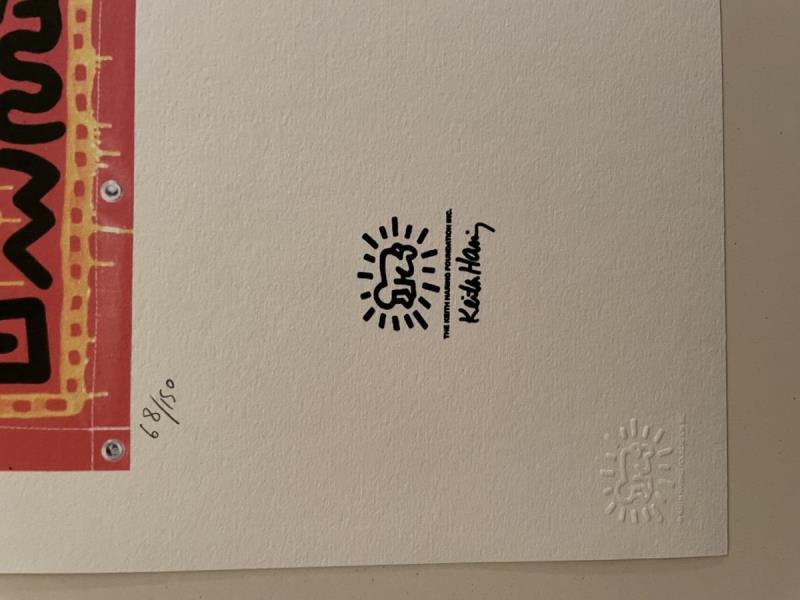 68/150
THE KEITH HARING FOUNDATION INC.
Keith Haring